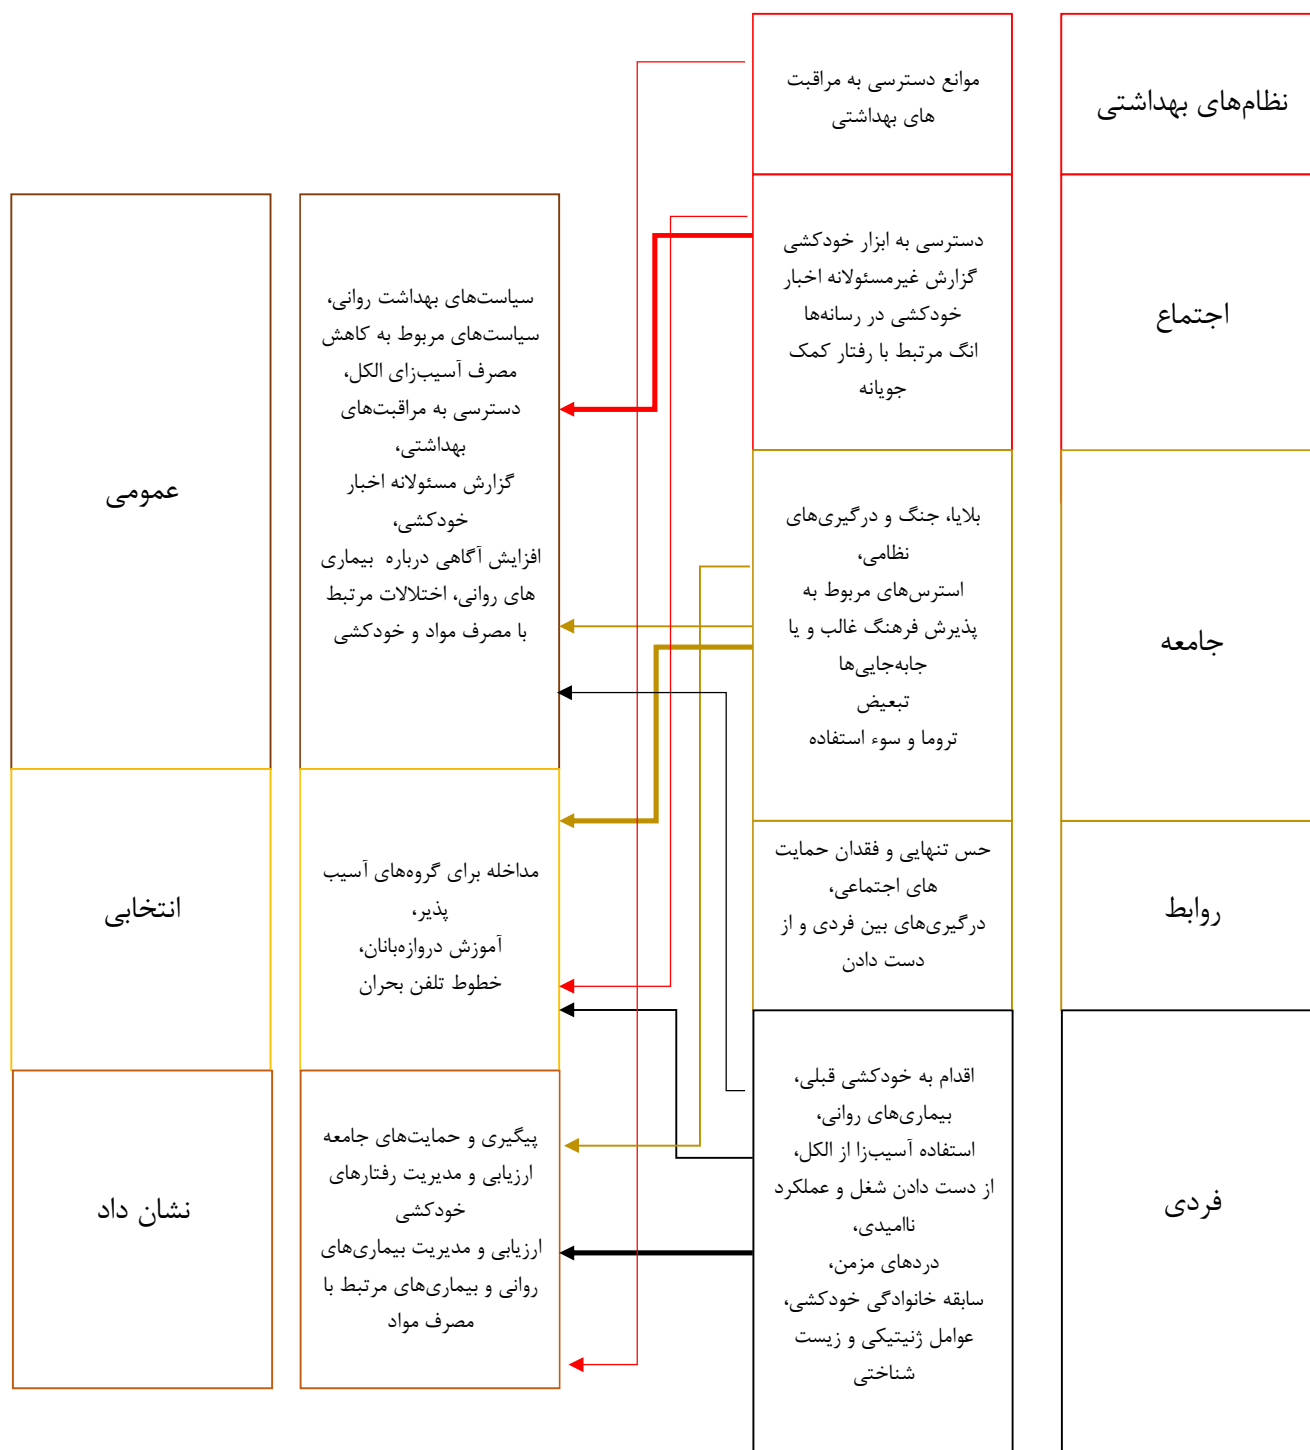 نظام‌های بهداشتی
موانع دسترسی به مراقبت
های بهداشتی
اجتماع
دسترسی به ابزار خودکشی
گزارش غیرمسئولانه اخبار
خودکشی در رسانه‌ها
انگ مرتبط با رفتار کمک
جویانه
جامعه
بلایا، جنگ و درگیری‌های
نظامی،
استرس‌های مربوط به
پذیرش فرهنگ غالب و یا
جابه‌جایی‌ها
تبعیض
تروما و سوء استفاده
روابط
حس تنهایی و فقدان حمایت
های اجتماعی،
درگیری‌های بین فردی و از
دست دادن
فردی
اقدام به خودکشی قبلی،
بیماری‌های روانی،
استفاده آسیب‌زا از الکل،
از دست دادن شغل و عملکرد
ناامیدی،
دردهای مزمن،
سابقه خانوادگی خودکشی،
عوامل ژنیتیکی و زیست
شناختی
سیاست‌های بهداشت روانی،
سیاست‌های مربوط به کاهش
مصرف آسیب‌زای الکل،
دسترسی به مراقبت‌های
بهداشتی،
گزارش مسئولانه اخبار
خودکشی،
افزایش آگاهی درباره بیماری
های روانی، اختلالات مرتبط
با مصرف مواد و خودکشی
عمومی
مداخله برای گروه‌های آسیب
پذیر،
آموزش دروازه‌بانان،
خطوط تلفن بحران
انتخابی
پیگیری و حمایت‌های جامعه
ارزیابی و مدیریت رفتارهای
خودکشی
ارزیابی و مدیریت بیماری‌های
روانی و بیماری‌های مرتبط با
مصرف مواد
نشان داد